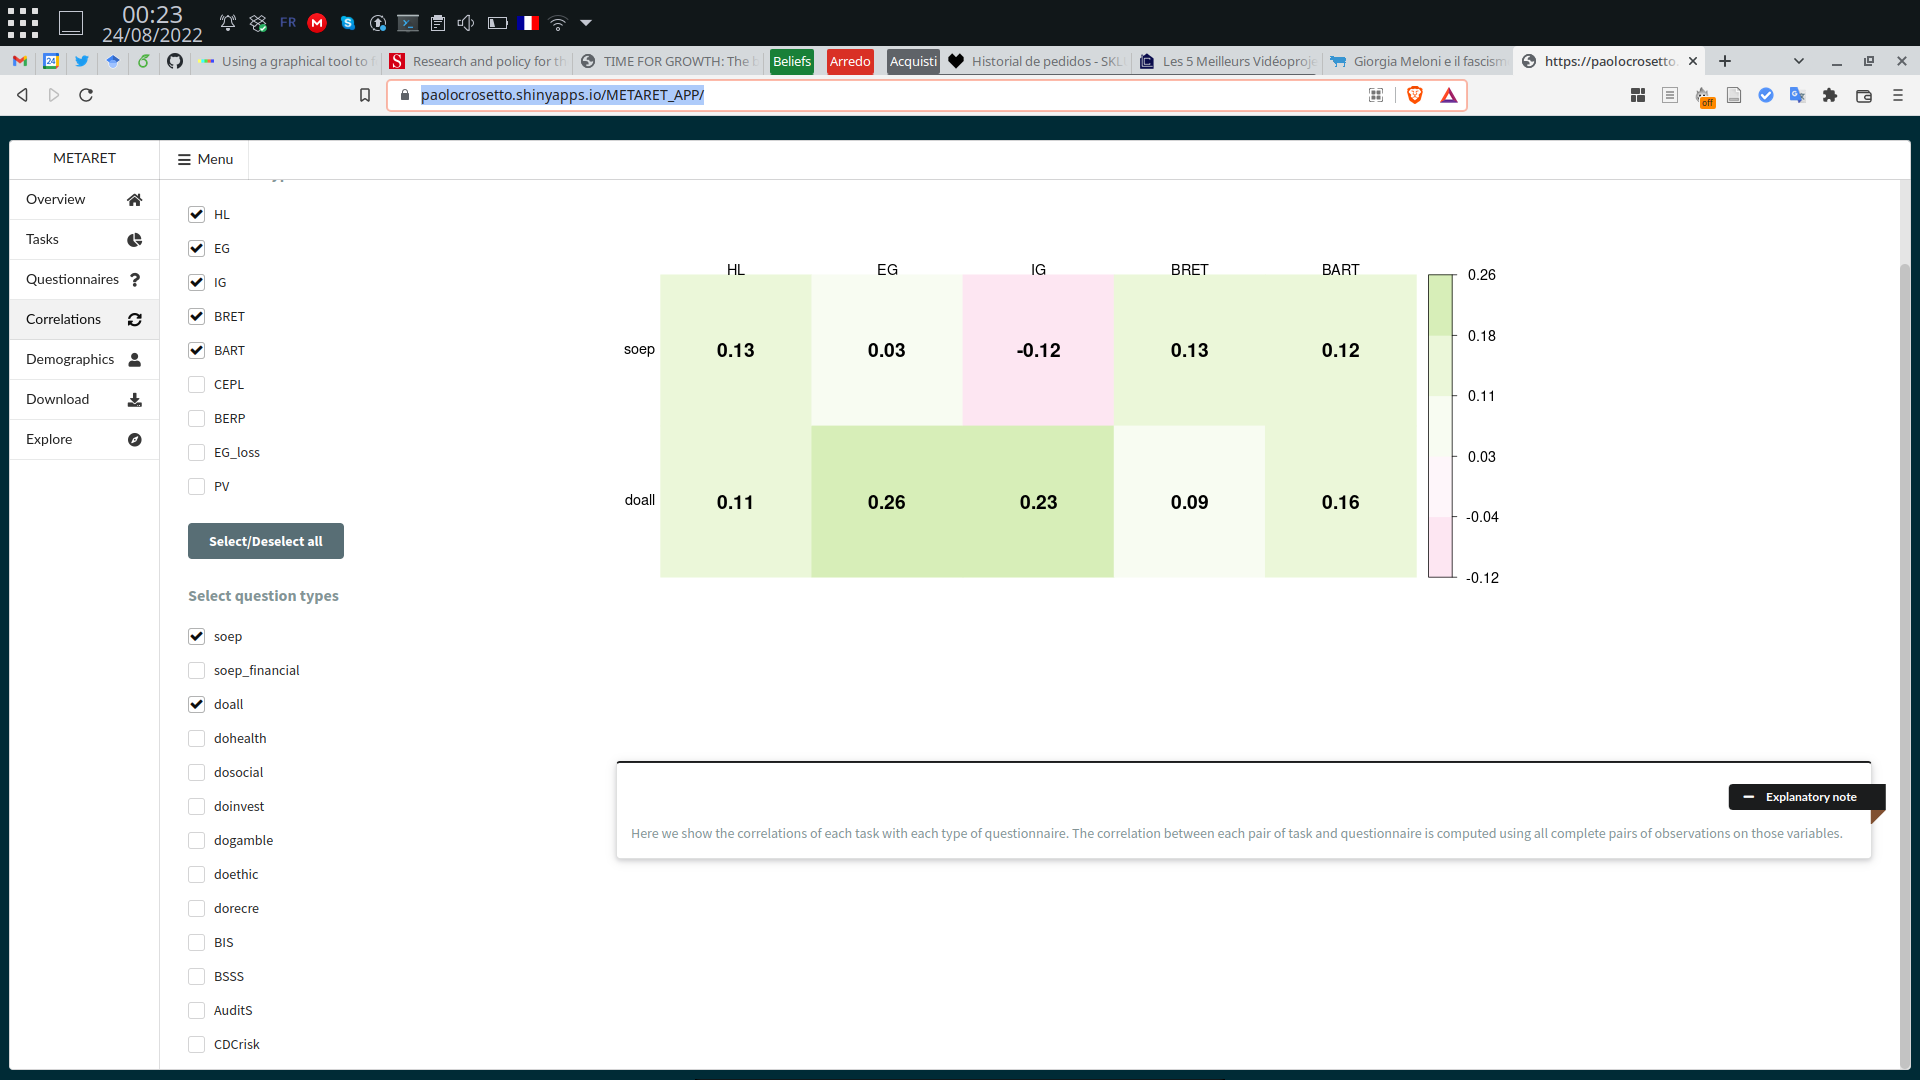 00:23
24/08/2022
FR
Using a graphical tool to
Research and policy for
TIME FOR GROWTH: The
Beliefs
Arredo
Acquisti
Historial de pedidos - SKL
Les 5 Meilleurs Vidéoproje
Giorgia Meloni e il fascism
https://paolocrosetto.
paolocrosetto.shinyapps.io/METARET_APP/
off
METARET
Menu
Overview
Tasks
Questionnaires
Correlations
Demographics
Download
Explore
HL
EG
IG
BRET
BART
CEPL
BERP
EG_loss
PV
Select/Deselect all
Select question types
soep
soep_financial
doall
dohealth
dosocial
doinvest
dogamble
doethic
dorecre
BIS
BSSS
AuditS
CDCrisk
HL EG IG BRET BART
soep 0.13 0.03 -0.12 0.13 0.12
doall 0.11 0.26 0.23 0.09 0.16
0.26
0.18
0.11
0.03
-0.04
-0.12
Explanatory note
Here we show the correlations of each task with each type of questionnaire. The correlation between each pair of task and questionnaire is computed using all complete pairs of observations on those variables.